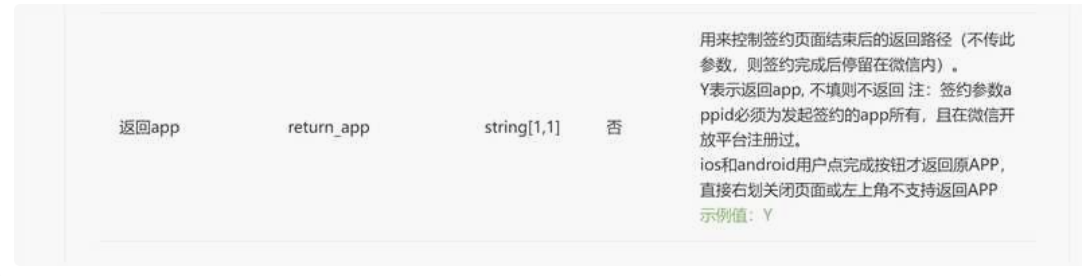 用来控制签约页面结束后的返回路径（不传此
参数，则签约完成后停留在微信内）。
Y表示返回app, 不填则不返回 注：签约参数a
ppid必须为发起签约的app所有，且在微信开
放平台注册过。
返回app return_app string[1,1] 否
ios和android用户点完成按钮才返回原APP，
直接右划关闭页面或左上角不支持返回APP
示例值：Y